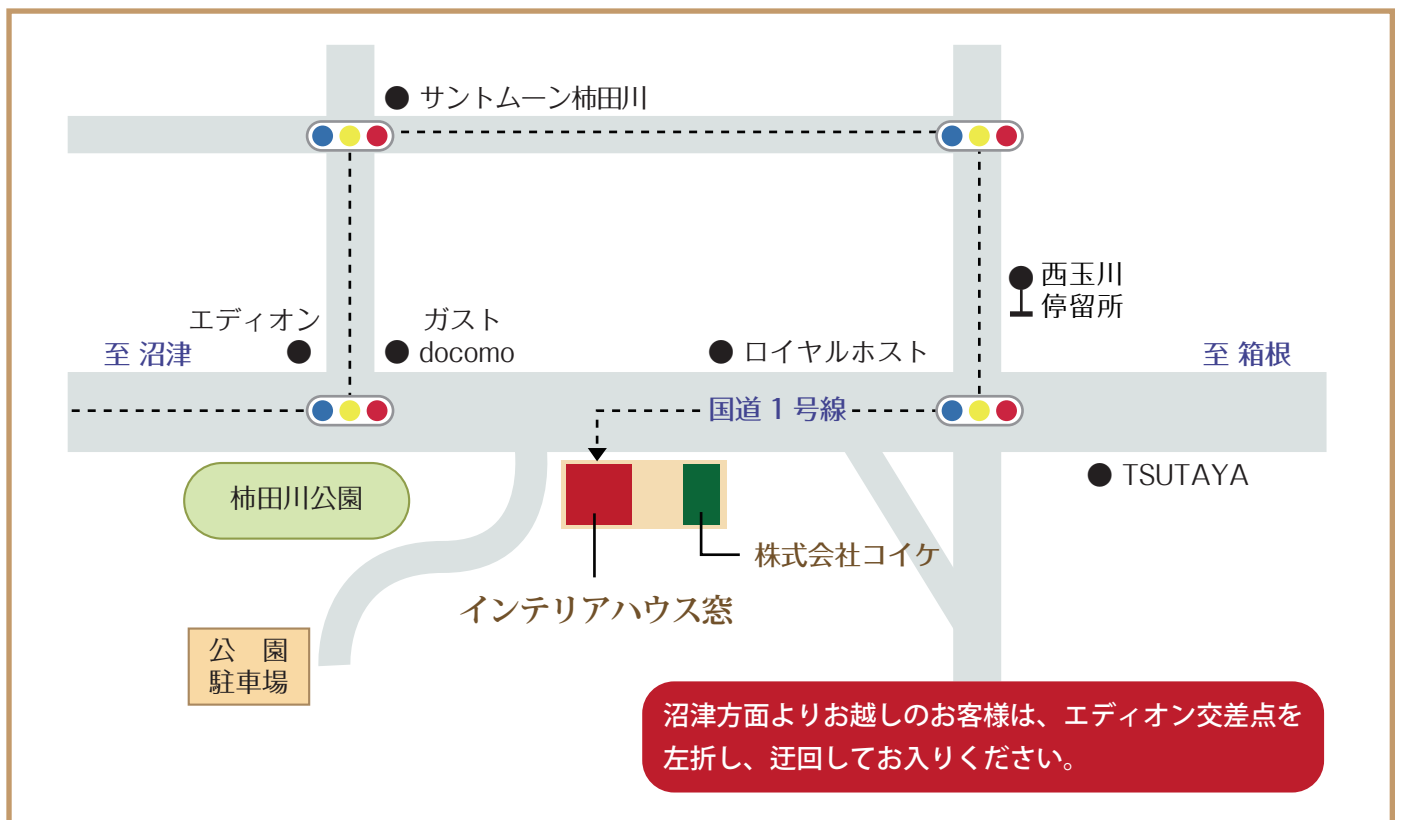 サントムーン柿田川
西玉川
停留所
エディオン
ガスト
docomo
至 沼津
ロイヤルホスト
至 箱根
国道 1 号線
柿田川公園
TSUTAYA
株式会社コイケ
インテリアハウス窓
公 園
駐車場
沼津方面よりお越しのお客様は、エディオン交差点を
左折し、迂回してお入りください。